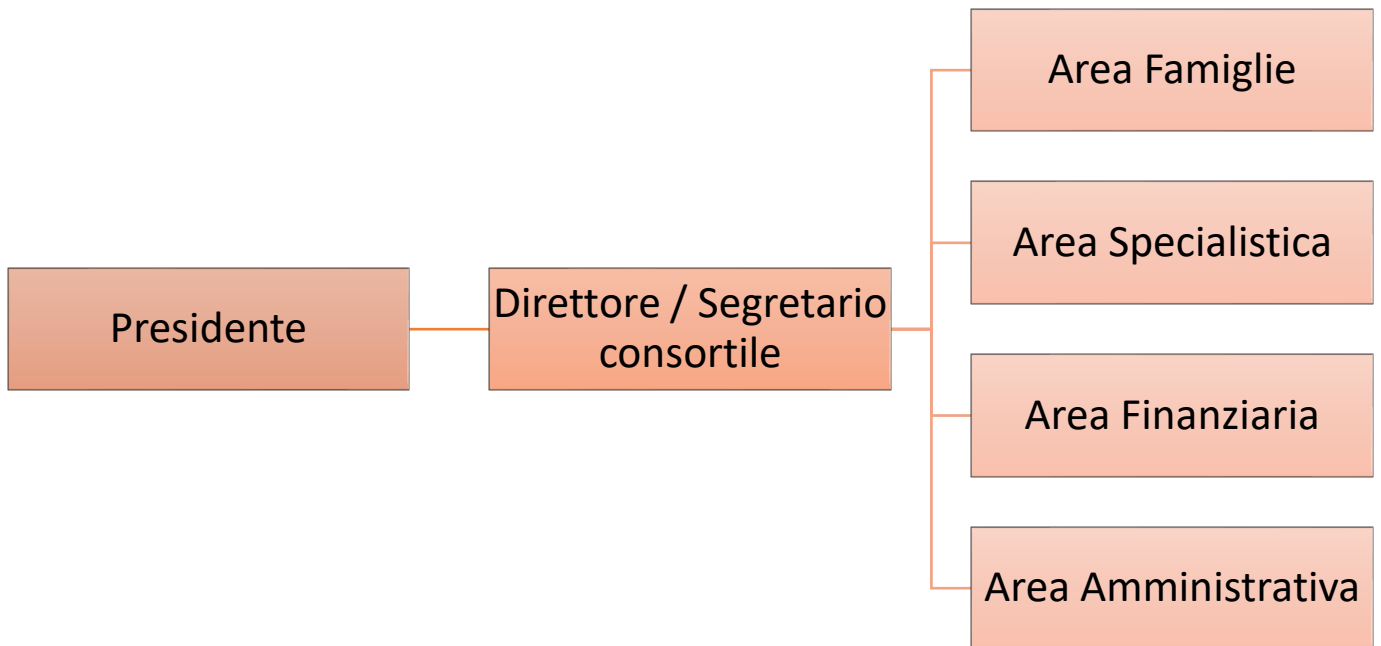 Presidente
Direttore / Segretario
consortile
Area Famiglie
Area Specialistica
Area Finanziaria
Area Amministrativa